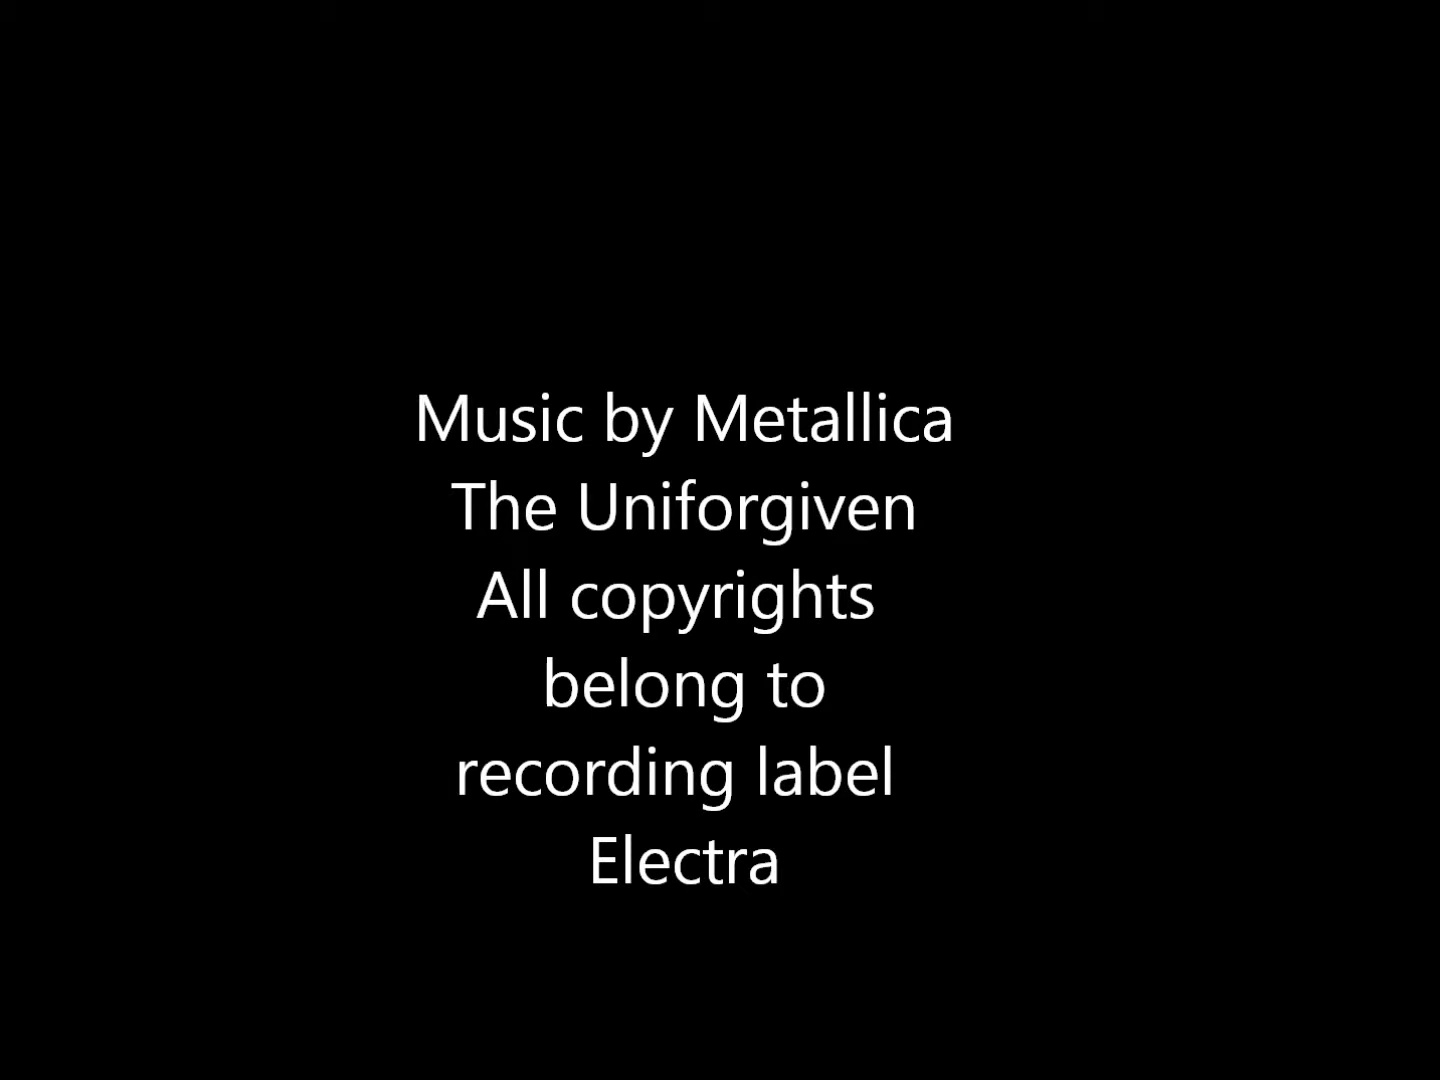 Music by Metallica
The Uniforgiven
All copyrights
belong to
recording label
Electra